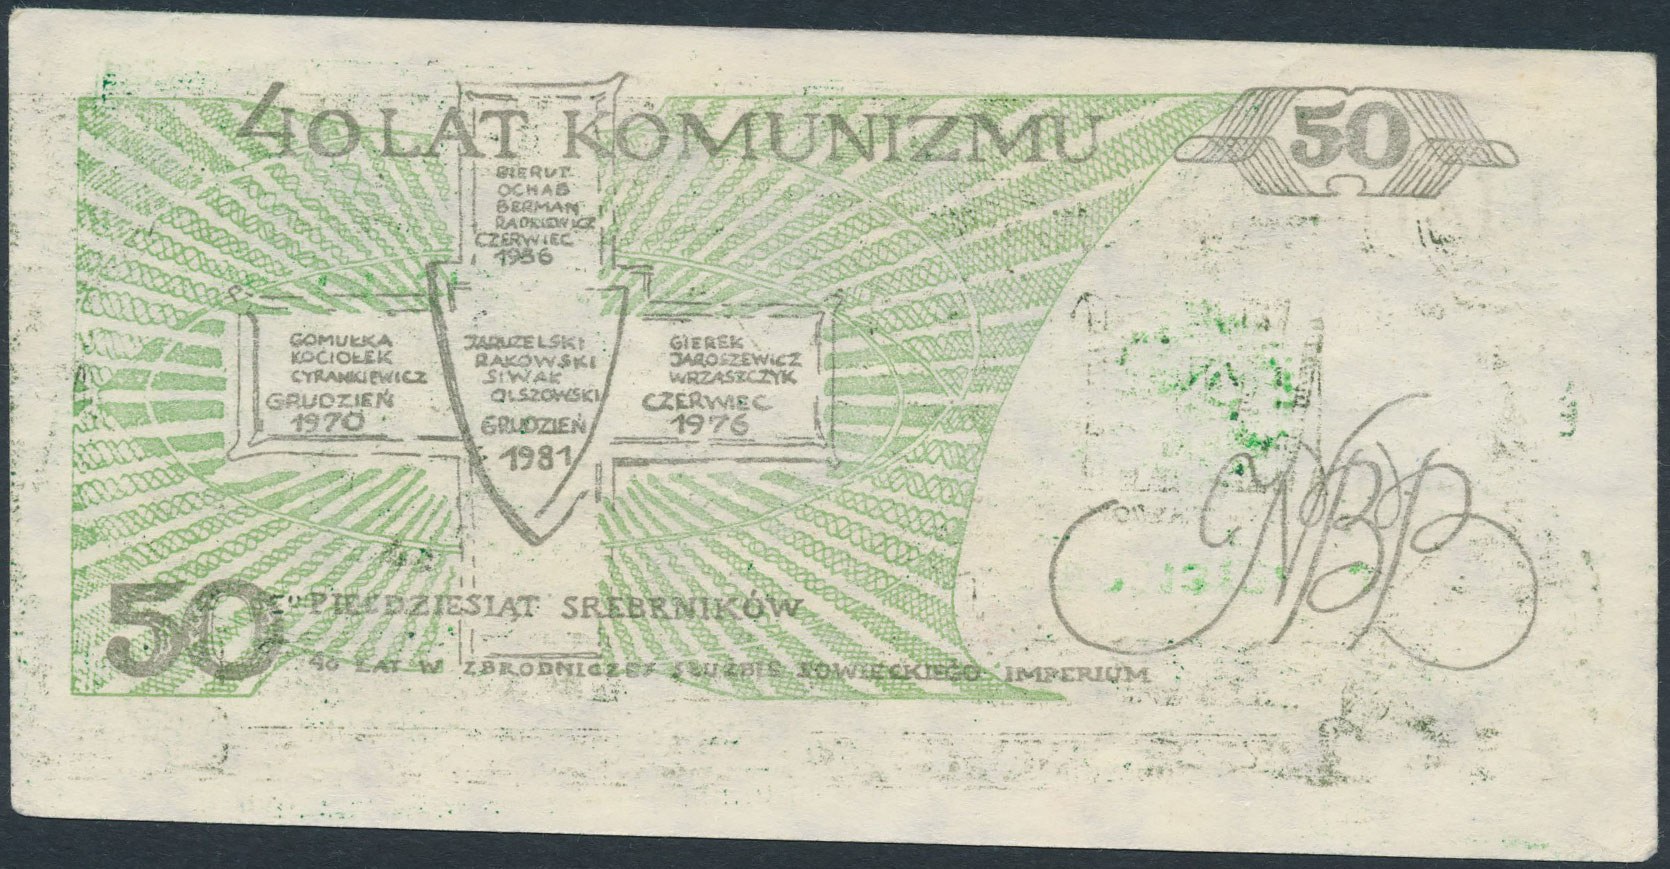 40 LAT KOMUNIZMU
50
BIERUT
OCHAB
BERMAN
RADKIEWICZ
CZERWIEC
1956
GOMUŁKA
KOCIOŁEK
CYRANKIEWICZ
GRUDZIEŃ
1970
JARUZELSKI
RAKOWSKI
SIWAK
OLSZOWSKI
GRUDZIEŃ
1981
GIEREK
JAROSZEWICZ
WRZASZCZYK
CZERWIEC
1976
NBP
50
PIEĆDZIESIĄT SREBRNIKÓW
40 LAT W ZBRODNICZEJ SŁUŻBIE SOWIECKIEGO IMPERIUM